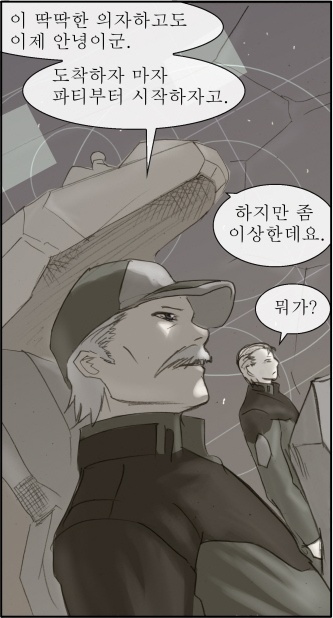 이 딱딱한 의자하고도
이제 안녕이군.
도착하자 마자
파티부터 시작하자고.
하지만 좀
이상한데요.
뭐가?